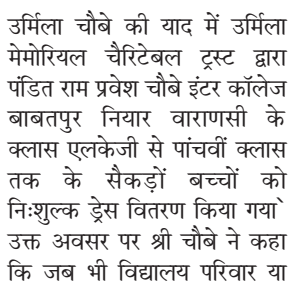 उर्मिला चौबे की याद में उर्मिला
मेमोरियल चैरिटेबल ट्रस्ट द्वारा
पंडित राम प्रवेश चौबे इंटर कॉलेज
बाबतपुर नियार वाराणसी के
क्लास एलकेजी से पांचवीं क्लास
तक के सैकड़ों बच्चों को
निःशुल्क ड्रेस वितरण किया गया`
उक्त अवसर पर श्री चौबे ने कहा
कि जब भी विद्यालय परिवार या